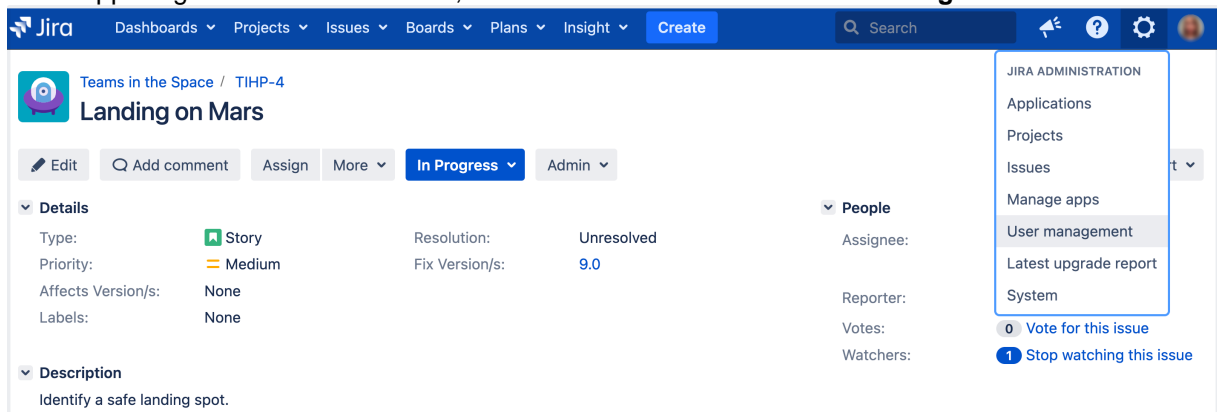 Jira Dashboards Projects Issues Boards Plans Insight Create Search
JIRA ADMINISTRATION
Applications
Projects
Issues
Manage apps
User management
Latest upgrade report
System
Teams in the Space / TIHP-4
Landing on Mars
Edit Add comment Assign More In Progress Admin
Details
Type: Story Resolution: Unresolved
Priority: Medium Fix Version/s: 9.0
Affects Version/s: None
Labels: None
People
Assignee:
Reporter:
Votes: 0 Vote for this issue
Watchers: 1 Stop watching this issue
Description
Identify a safe landing spot.